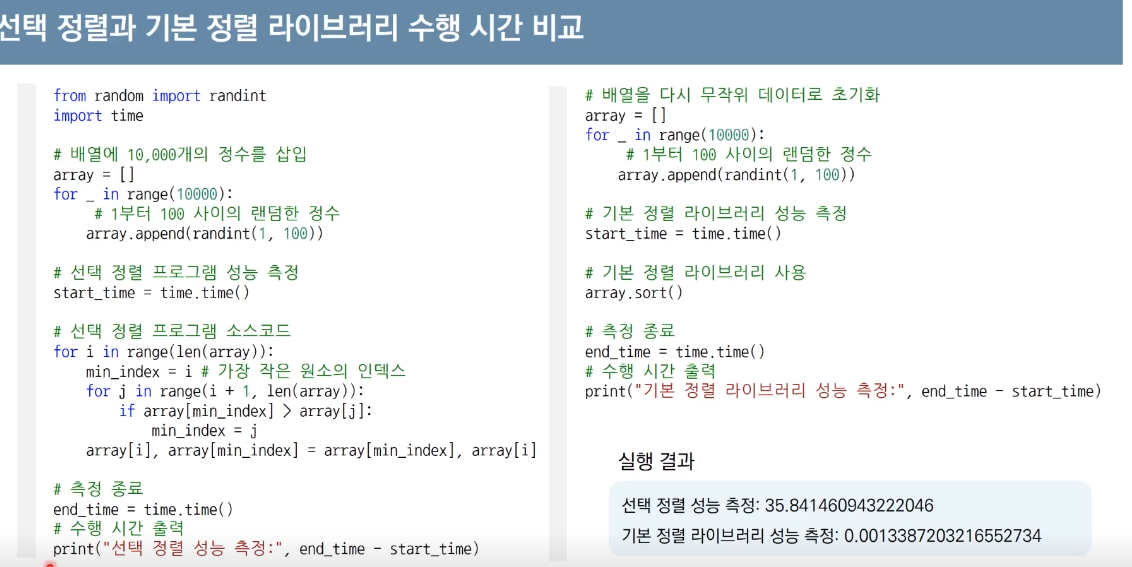 선택 정렬과 기본 정렬 라이브러리 수행 시간 비교
from random import randint
import time
# 배열에 10,000개의 정수를 삽입
array = []
for _ in range(10000):
# 1부터 100 사이의 랜덤한 정수
array.append(randint(1, 100))
# 선택 정렬 프로그램 성능 측정
start_time = time.time()
# 선택 정렬 프로그램 소스코드
for i in range(len(array)):
min_index = i # 가장 작은 원소의 인덱스
for j in range(i + 1, len(array)):
if array[min_index] > array[j]:
min_index = j
array[i], array[min_index] = array[min_index], array[i]
# 측정 종료
end_time = time.time()
# 수행 시간 출력
print("선택 정렬 성능 측정:", end_time - start_time)
# 배열을 다시 무작위 데이터로 초기화
array = []
for _ in range(10000):
# 1부터 100 사이의 랜덤한 정수
array.append(randint(1, 100))
# 기본 정렬 라이브러리 성능 측정
start_time = time.time()
# 기본 정렬 라이브러리 사용
array.sort()
# 측정 종료
end_time = time.time()
# 수행 시간 출력
print("기본 정렬 라이브러리 성능 측정:", end_time - start_time)
실행 결과
선택 정렬 성능 측정: 35.841460943222046
기본 정렬 라이브러리 성능 측정: 0.0013387203216552734